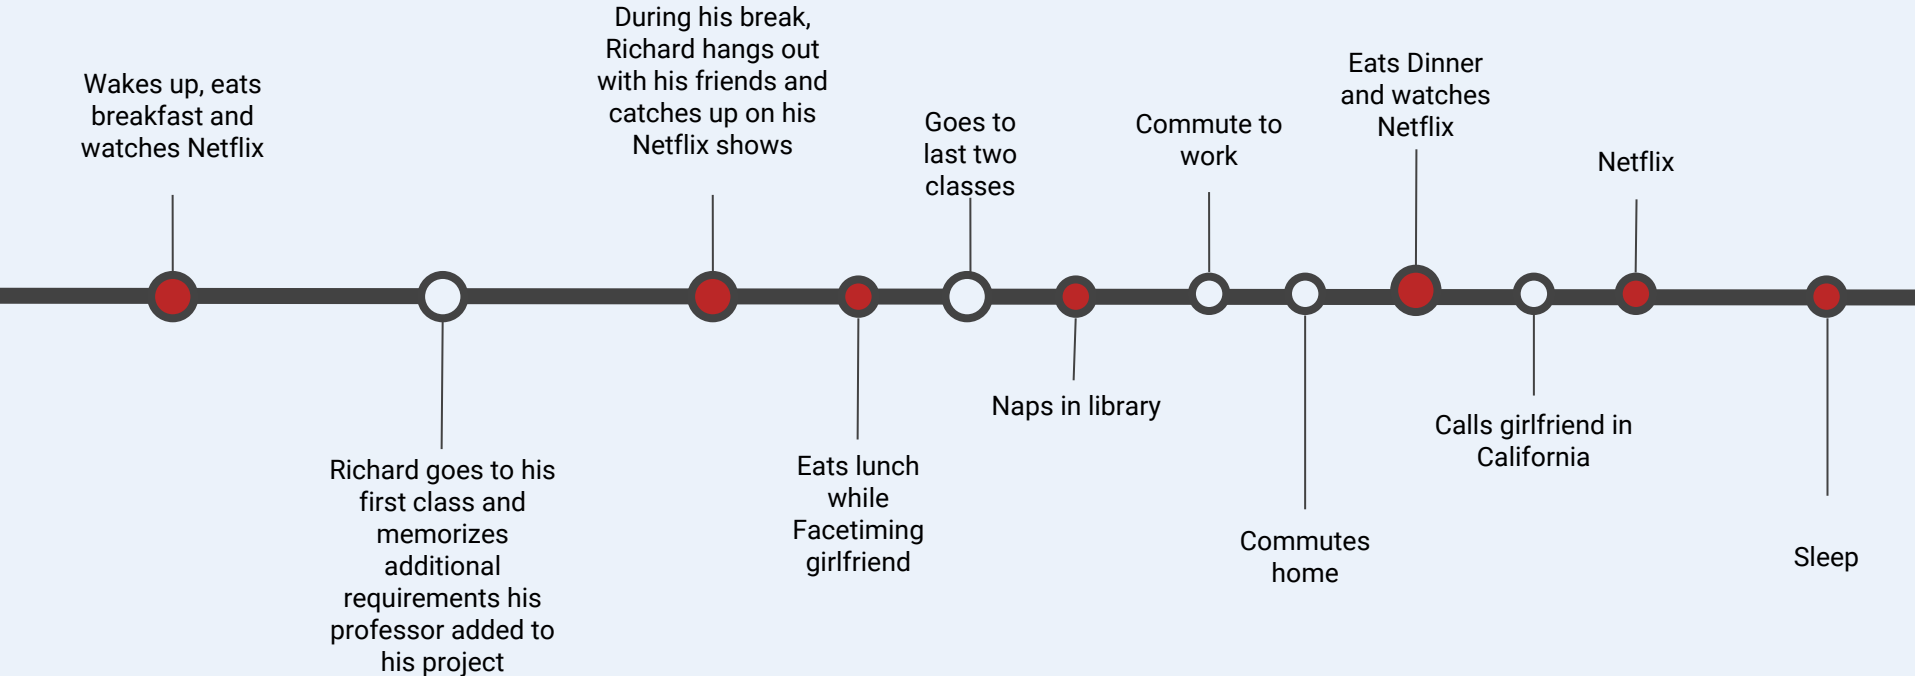 Wakes up, eats
breakfast and
watches Netflix
Richard goes to his
first class and
memorizes
additional
requirements his
professor added to
his project
During his break,
Richard hangs out
with his friends and
catches up on his
Netflix shows
Eats lunch
while
Facetiming
girlfriend
Goes to
last two
classes
Naps in library
Commute to
work
Commutes
home
Eats Dinner
and watches
Netflix
Calls girlfriend in
California
Netflix
Sleep